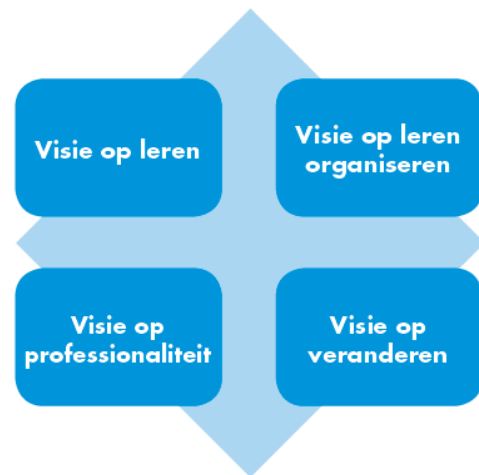 Visie op leren
Visie op leren
organiseren
Visie op
professionaliteit
Visie op
veranderen